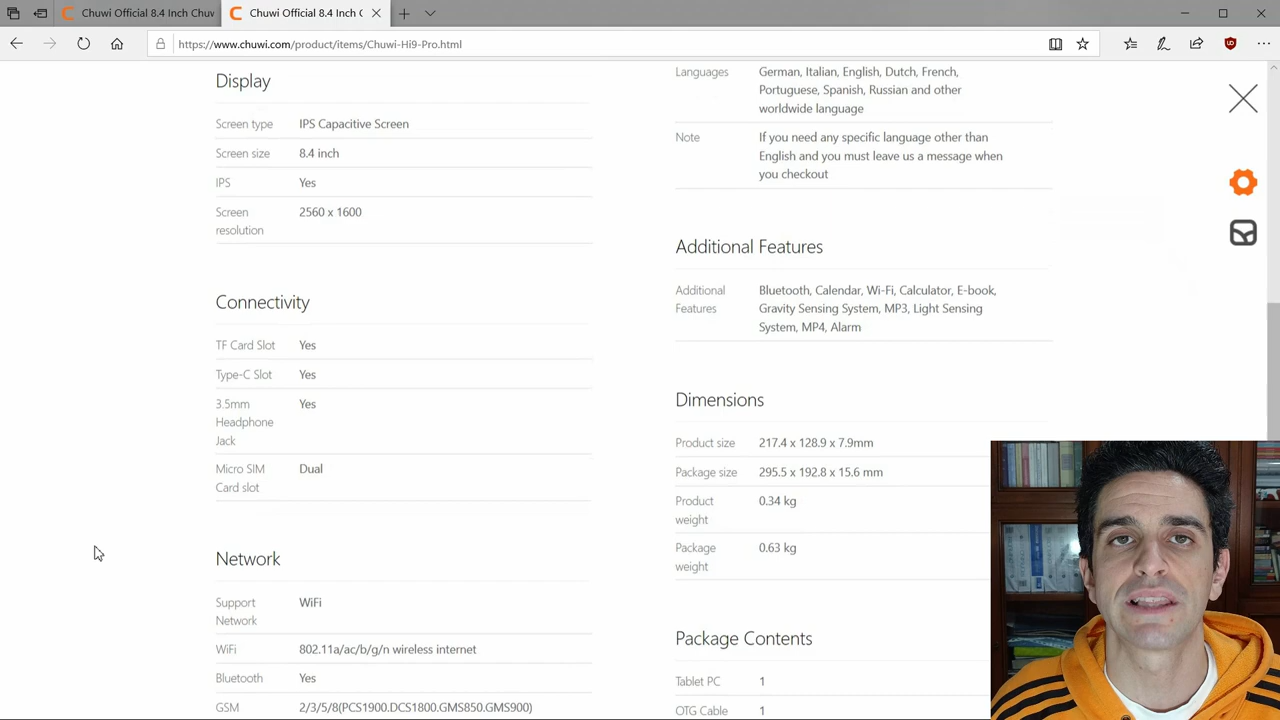 Chuwi Official 8.4 Inch Chuw
Chuwi Official 8.4 Inch C
https://www.chuwi.com/product/items/Chuwi-Hi9-Pro.html
Display
Screen type IPS Capacitive Screen
Screen size 8.4 inch
IPS Yes
Screen resolution 2560 x 1600
Connectivity
TF Card Slot Yes
Type-C Slot Yes
3.5mm Yes
Headphone
Jack
Micro SIM Dual
Card slot
Network
Support WiFi
Network
WiFi 802.11a/ac/b/g/n wireless internet
Bluetooth Yes
GSM 2/3/5/8(PCS1900.DCS1800.GMS850.GMS900)
Languages German, Italian, English, Dutch, French,
Portuguese, Spanish, Russian and other
worldwide language
Note If you need any specific language other than
English and you must leave us a message when
you checkout
Additional Features
Additional Bluetooth, Calendar, Wi-Fi, Calculator, E-book,
Features Gravity Sensing System, MP3, Light Sensing
System, MP4, Alarm
Dimensions
Product size 217.4 x 128.9 x 7.9mm
Package size 295.5 x 192.8 x 15.6 mm
Product 0.34 kg
weight
Package 0.63 kg
weight
Package Contents
Tablet PC 1
OTG Cable 1